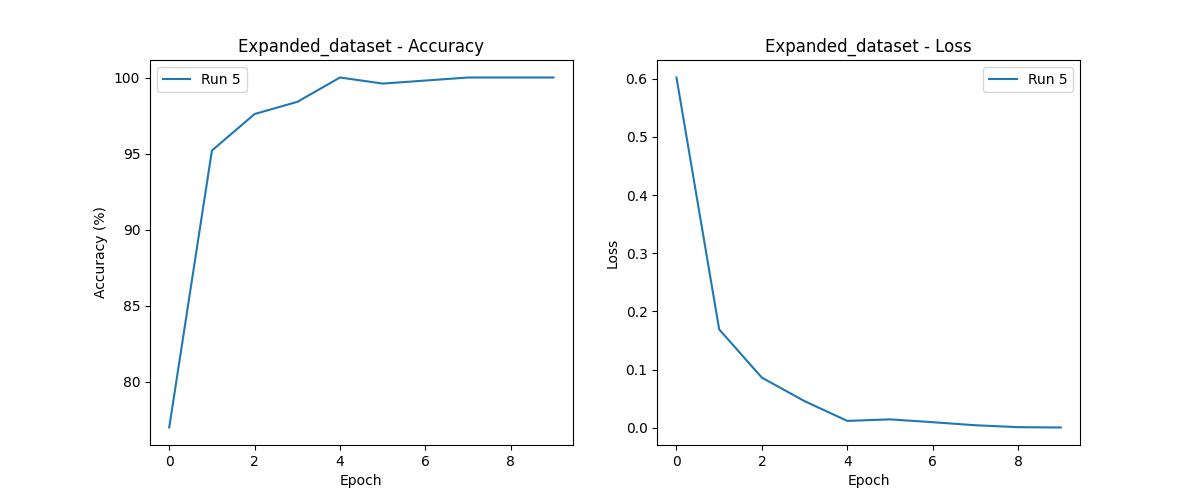 Expanded_dataset - Accuracy
Run 5
100
95
90
85
80
Accuracy (%)
0 2 4 6 8
Epoch
Expanded_dataset - Loss
Run 5
0.6
0.5
0.4
0.3
0.2
0.1
0.0
Loss
0 2 4 6 8
Epoch